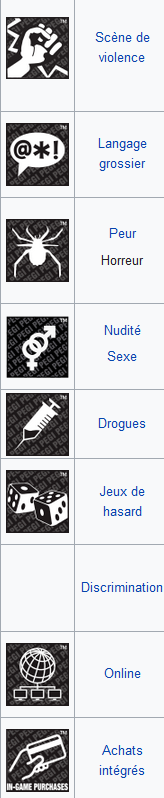 Scène de
violence
@*!
Langage
grossier
Peur
Horreur
Nudité
Sexe
Drogues
Jeux de
hasard
Discrimination
Online
IN-GAME PURCHASES
Achats
intégrés